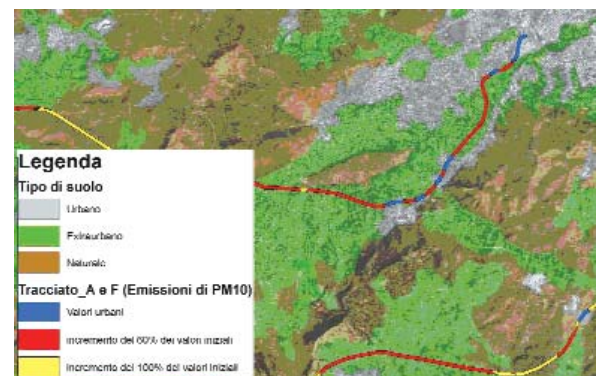 Legenda
Tipo di suolo
Urbano
Extraurbano
Naturale
Tracciato_A e F (Emissioni di PM10)
Valori urbani
incremento del 60% dei valori iniziali
incremento del 100% dei valori iniziali